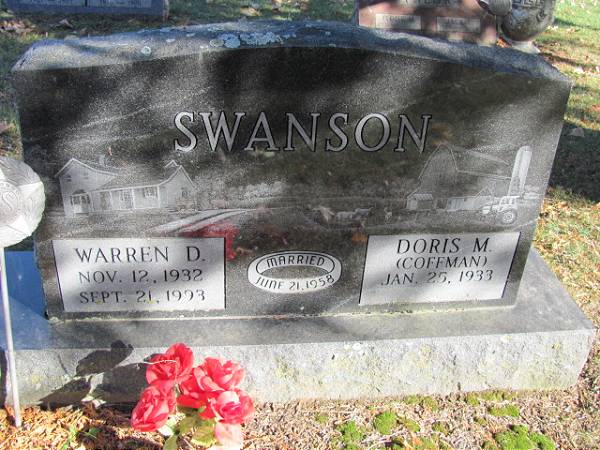 SWANSON
WARREN D.
NOV. 12, 1932
SEPT. 21, 1993
MARRIED
JUNE 21, 1958
DORIS M.
(COFFMAN)
JAN. 25, 1933